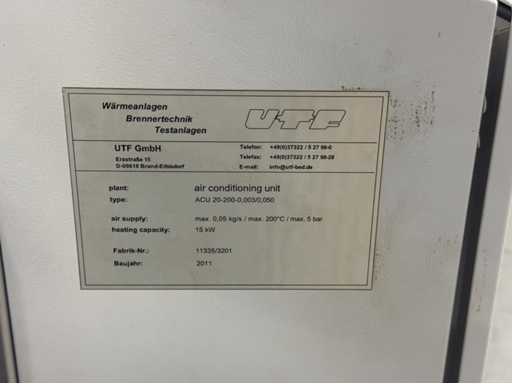 Wärmeanlagen
Brennertechnik
Testanlagen
UTF
UTF GmbH
Telefon: +49(0)37322 / 5 27 98-0
Erzstraße 15
Telefax: +49(0)37322 / 5 27 98-28
D-09618 Brand-Erbisdorf
E-mail: info@utf-bed.de
plant: air conditioning unit
type: ACU 20-200-0,003/0,050
air supply: max. 0,05 kg/s / max. 200°C / max. 5 bar
heating capacity: 15 kW
Fabrik-Nr.: 11335/3201
Baujahr: 2011